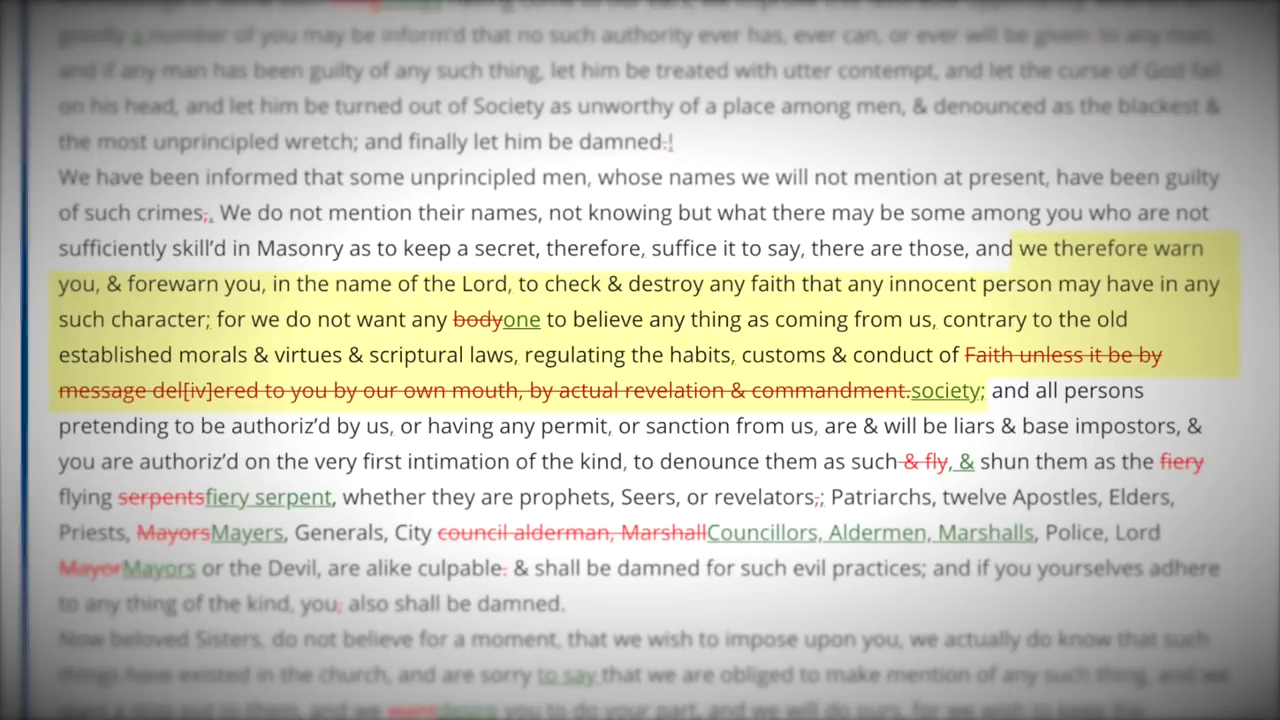 goodly a number of you may be inform'd that no such authority ever has, ever can, or ever will be given to any man,
and if any man has been guilty of any such thing, let him be treated with utter contempt, and let the curse of God fall
on his head, and let him be turned out of Society as unworthy of a place among men, & denounced as the blackest &
the most unprincipled wretch; and finally let him be damned.!
We have been informed that some unprincipled men, whose names we will not mention at present, have been guilty
of such crimes;. We do not mention their names, not knowing but what there may be some among you who are not
sufficiently skill'd in Masonry as to keep a secret, therefore, suffice it to say, there are those, and we therefore warn
you, & forewarn you, in the name of the Lord, to check & destroy any faith that any innocent person may have in any
such character; for we do not want any bodyone to believe any thing as coming from us, contrary to the old
established morals & virtues & scriptural laws, regulating the habits, customs & conduct of Faith unless it be by
message del[iv]ered to you by our own mouth, by actual revelation & commandment.society; and all persons
pretending to be authoriz'd by us, or having any permit, or sanction from us, are & will be liars & base impostors, &
you are authoriz'd on the very first intimation of the kind, to denounce them as such & fly, & shun them as the fiery
flying serpentsfiery serpent, whether they are prophets, Seers, or revelators,; Patriarchs, twelve Apostles, Elders,
Priests, MayorsMayers, Generals, City council alderman, MarshallCouncillors, Aldermen, Marshalls, Police, Lord
MayorMayors or the Devil, are alike culpable. & shall be damned for such evil practices; and if you yourselves adhere
to any thing of the kind, you, also shall be damned.
Now beloved Sisters, do not believe for a moment, that we wish to impose upon you, we actually do know that such
things have existed in the church, and are sorry to say that we are obliged to make mention of any such thing, and we